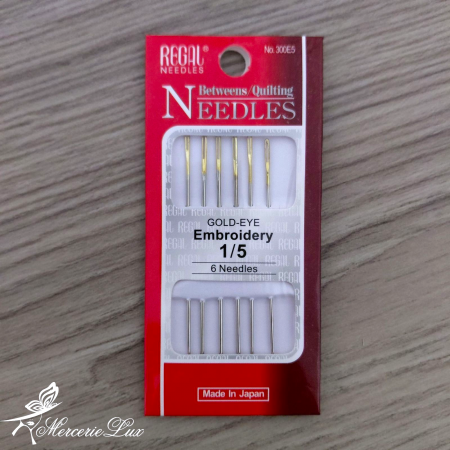 REGAL®
NEEDLES
No. 300E5
Betweens/Quilting
NEEDLES
GOLD-EYE
Embroidery
1/5
6 Needles
Made In Japan
MercerieLux